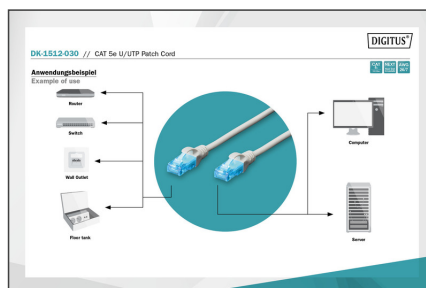 DIGITUS®
DK-1512-030 // CAT 5e U/UTP Patch Cord
Anwendungsbeispiel
Example of use
Router
Switch
Wall Outlet
Floor tank
Computer
Server